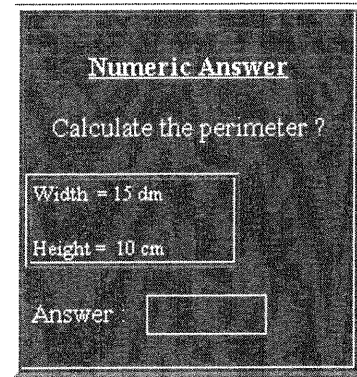 Numeric Answer
Calculate the perimeter ?
Width = 15 dm
Height = 10 cm
Answer :